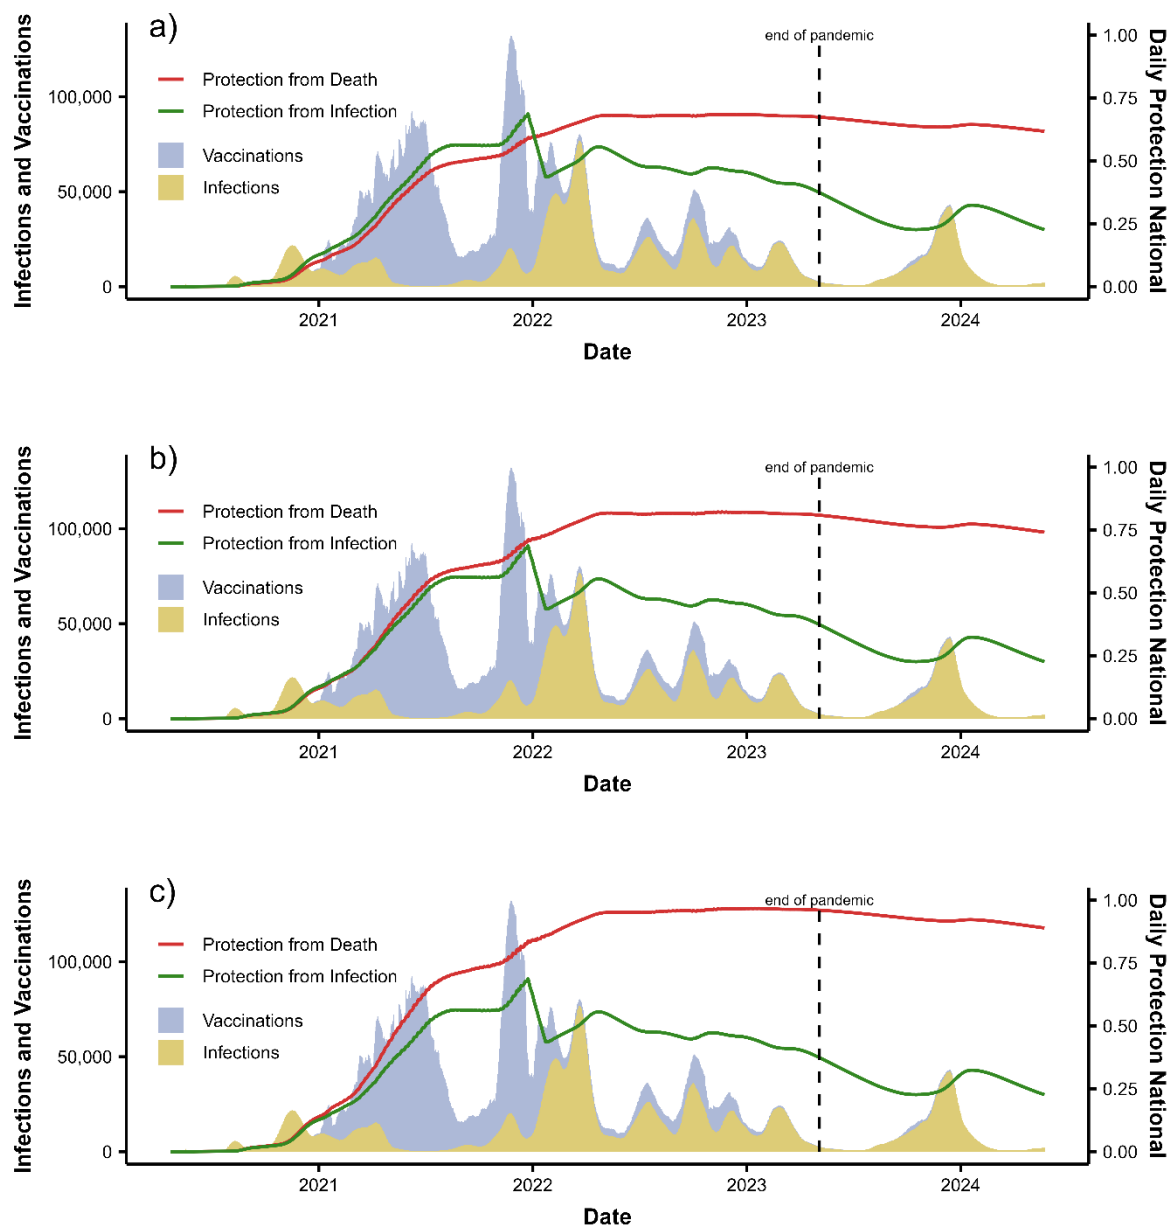 a)
end of pandemic
Protection from Death
Protection from Infection
Vaccinations
Infections
Infections and Vaccinations
100,000
50,000
0
1.00
0.75
0.50
0.25
0.00
Daily Protection National
2021
2022
2023
2024
Date
b)
end of pandemic
Protection from Death
Protection from Infection
Vaccinations
Infections
Infections and Vaccinations
100,000
50,000
0
1.00
0.75
0.50
0.25
0.00
Daily Protection National
2021
2022
2023
2024
Date
c)
end of pandemic
Protection from Death
Protection from Infection
Vaccinations
Infections
Infections and Vaccinations
100,000
50,000
0
1.00
0.75
0.50
0.25
0.00
Daily Protection National
2021
2022
2023
2024
Date